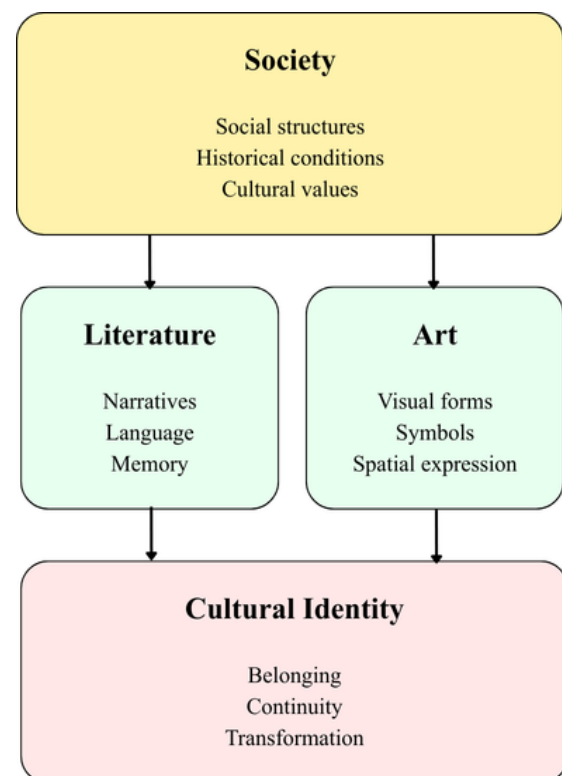 Society
Social structures
Historical conditions
Cultural values
Literature
Narratives
Language
Memory
Art
Visual forms
Symbols
Spatial expression
Cultural Identity
Belonging
Continuity
Transformation